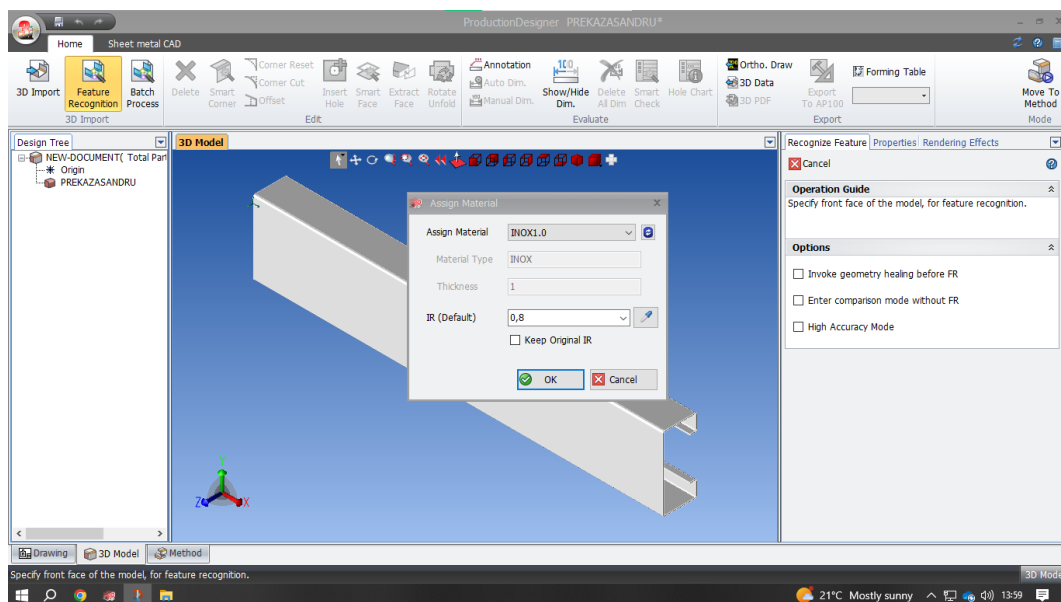 ProductionDesigner PREKAZASANDRU*
Home Sheet metal CAD
3D Import
Feature Recognition
Batch Process
3D Import
Delete
Smart Corner
Corner Reset
Corner Cut
Offset
Insert Hole
Smart Face
Extract Face
Rotate Unfold
Edit
Annotation
Auto Dim.
Manual Dim.
Show/Hide Dim.
Delete All Dim
Smart Check
Hole Chart
Evaluate
Ortho. Draw
3D Data
3D PDF
Export To AP100
Forming Table
Export
Move To Method
Mode
Design Tree
NEW-DOCUMENT( Total Part
Origin
PREKAZASANDRU
3D Model
Assign Material
Assign Material INOX1.0
Material Type INOX
Thickness 1
IR (Default) 0,8
Keep Original IR
OK Cancel
Y
Z X
Recognize Feature Properties Rendering Effects
Cancel
Operation Guide
Specify front face of the model, for feature recognition.
Options
Invoke geometry healing before FR
Enter comparison mode without FR
High Accuracy Mode
Drawing 3D Model Method
Specify front face of the model, for feature recognition.
3D Mode
21°C Mostly sunny 13:59